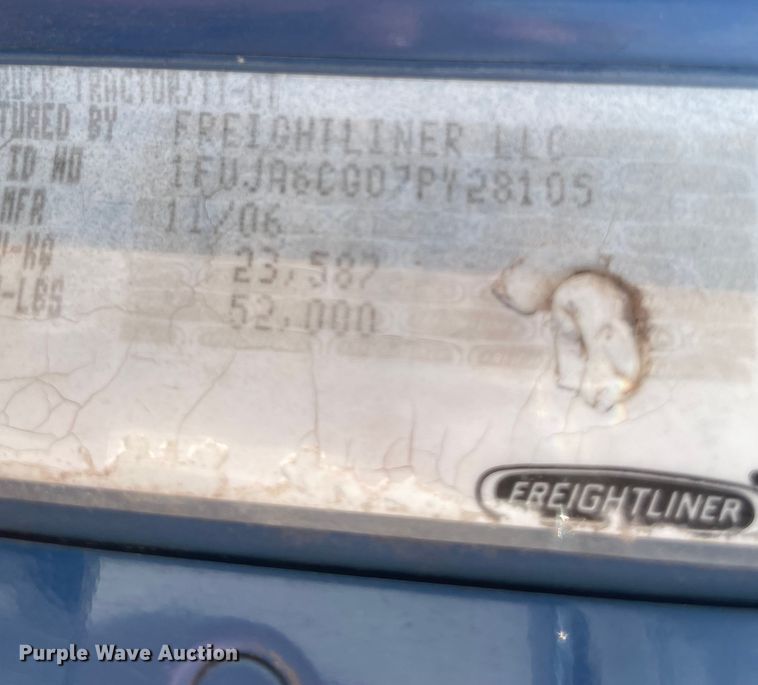 TRUCK TRACTOR/TT-CT
TURED BY FREIGHTLINER LLC
ID NO 1FUJA6CG07PY28105
MFR 11/06
-KG 23,587
-LBS 52,000
FREIGHTLINER
Purple Wave Auction